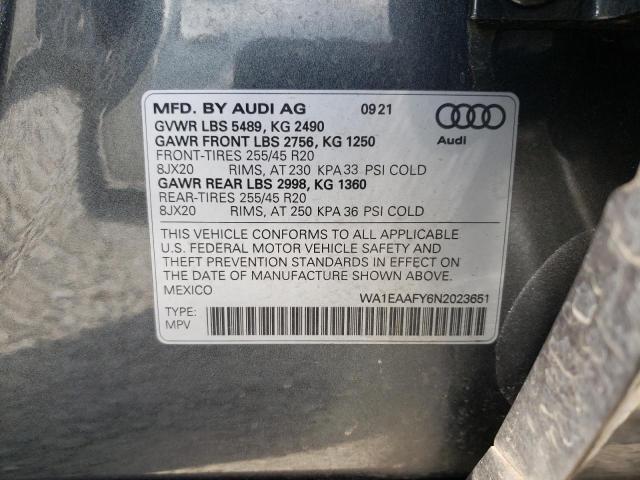 MFD. BY AUDI AG 09 21
GVWR LBS 5489, KG 2490
GAWR FRONT LBS 2756, KG 1250
FRONT-TIRES 255/45 R20
8JX20 RIMS, AT 230 KPA 33 PSI COLD
GAWR REAR LBS 2998, KG 1360
REAR-TIRES 255/45 R20
8JX20 RIMS, AT 250 KPA 36 PSI COLD
Audi
THIS VEHICLE CONFORMS TO ALL APPLICABLE
U.S. FEDERAL MOTOR VEHICLE SAFETY AND
THEFT PREVENTION STANDARDS IN EFFECT ON
THE DATE OF MANUFACTURE SHOWN ABOVE.
MEXICO WA1EAAFY6N2023651
TYPE:
MPV